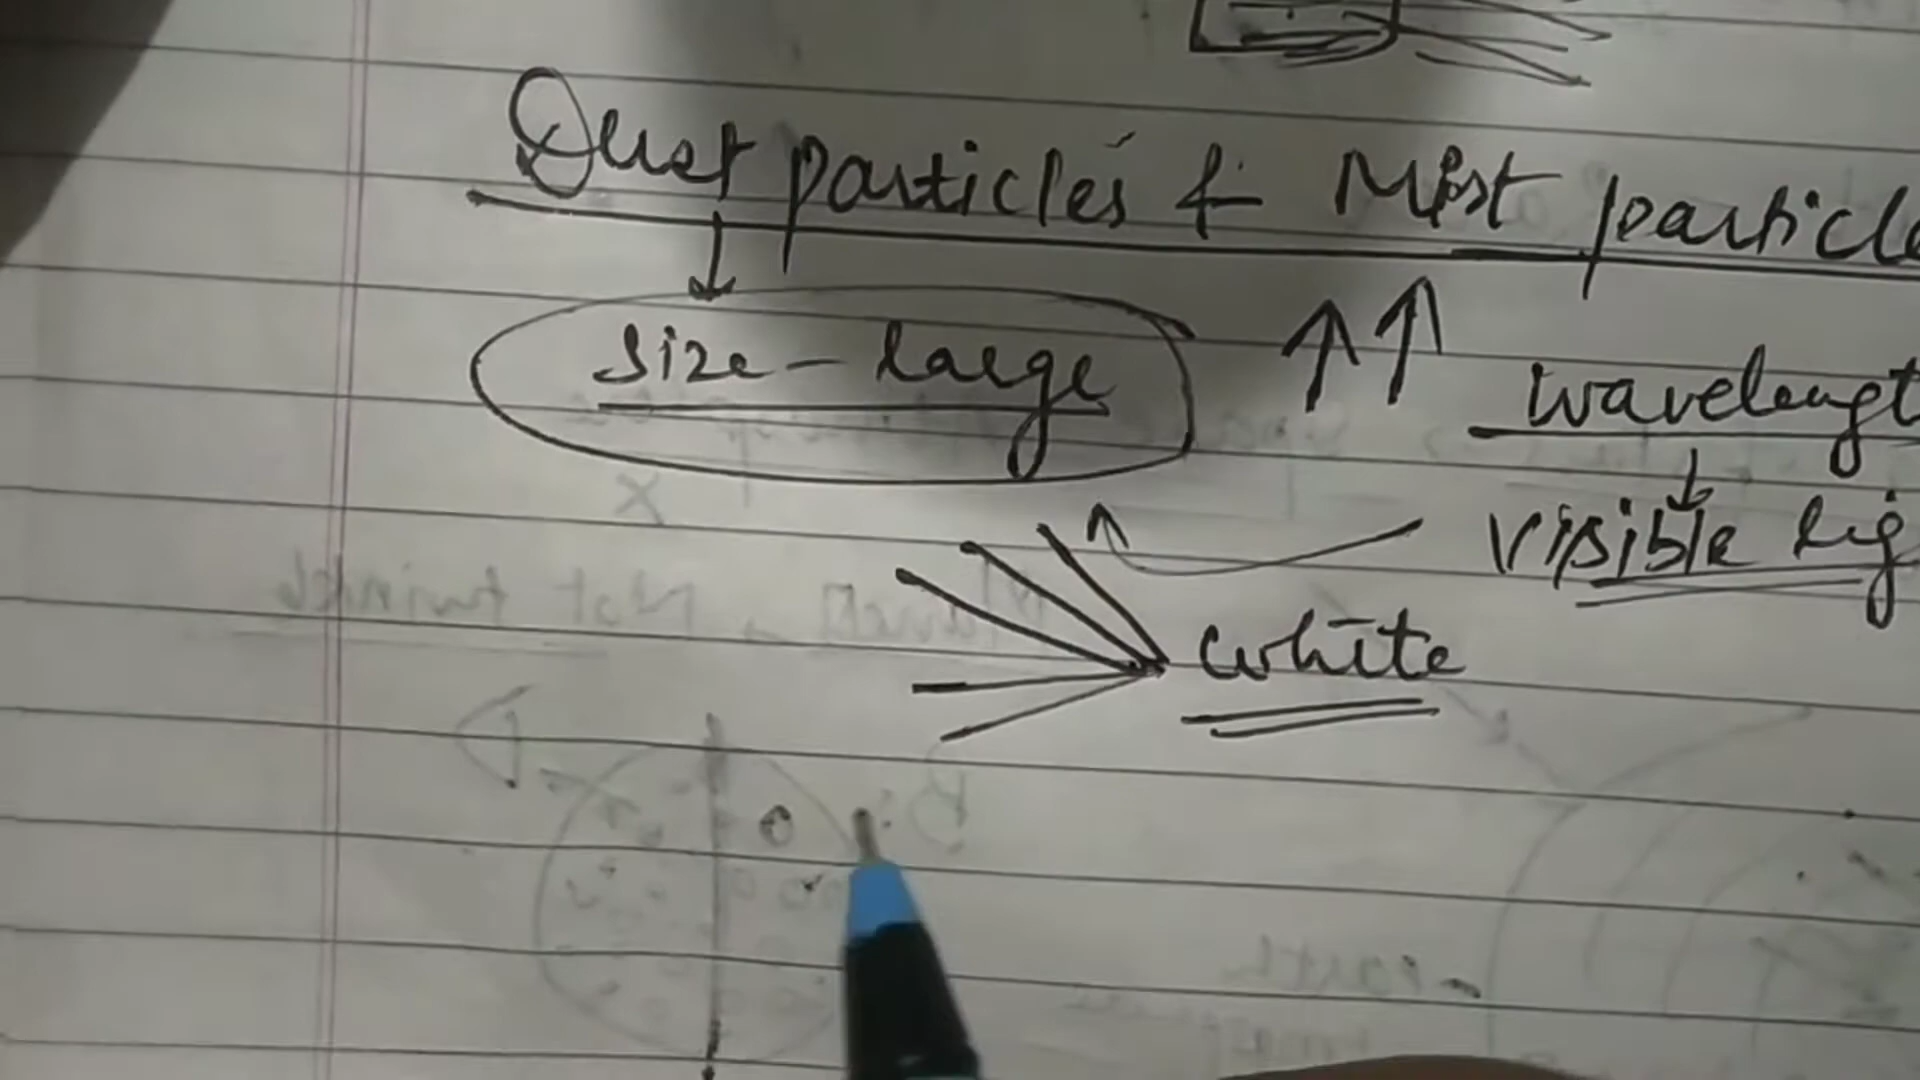 Dust particles & Mist particle
size - large
wavelengt
visible lig
white